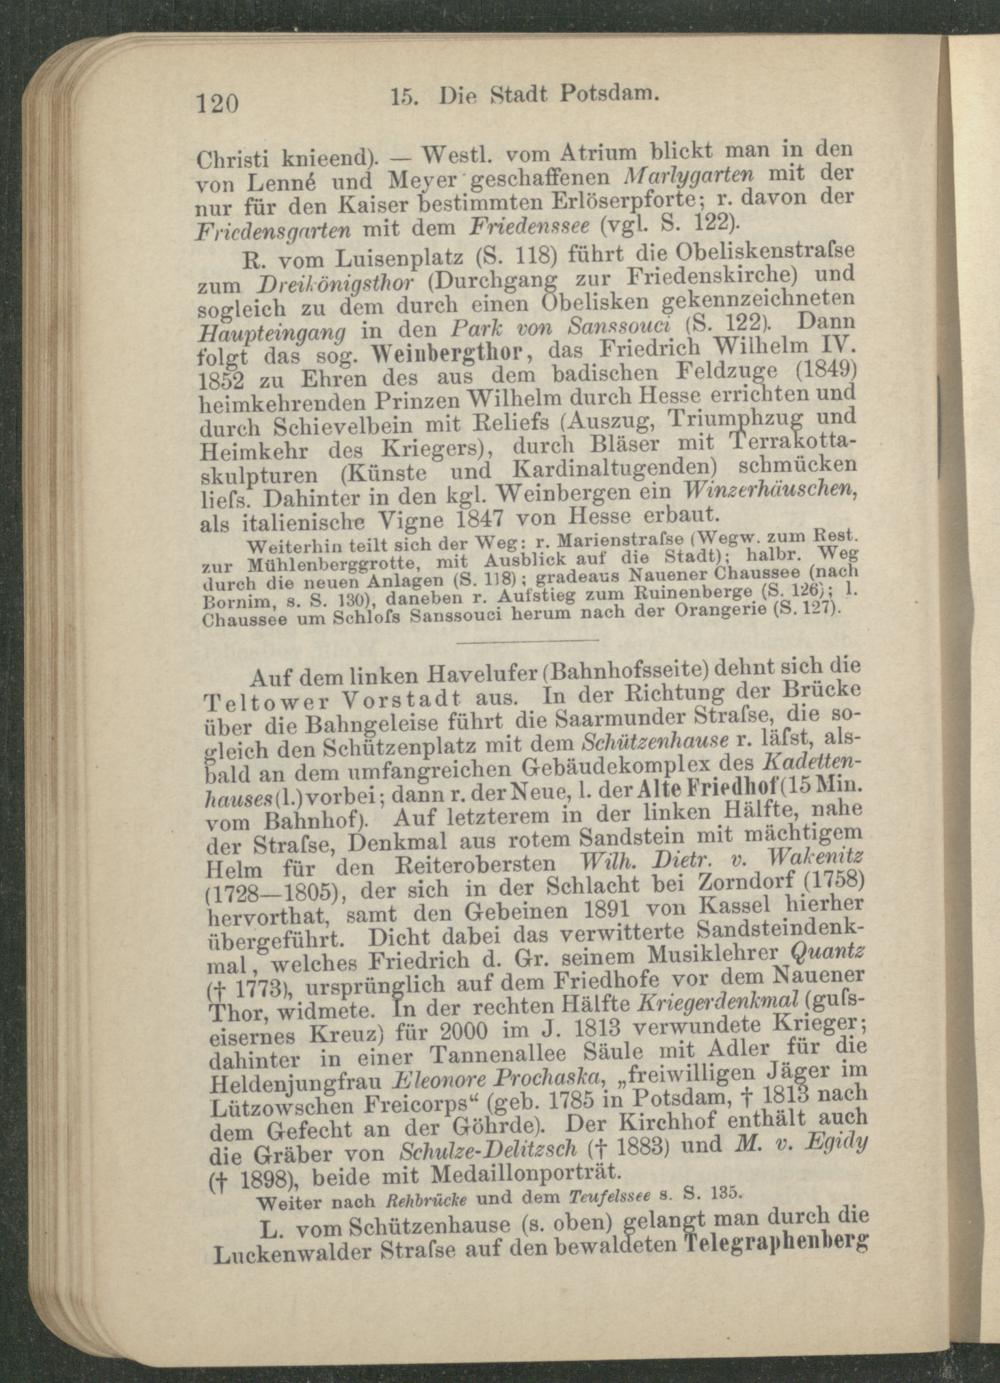 120
15. Die Stadt Potsdam.
Christi knieend). — Westl. vom Atrium blickt man in den
von Lenné und Meyer geschaffenen Marlygarten mit der
nur für den Kaiser bestimmten Erlöserpforte; r. davon der
Friedensgarten mit dem Friedenssee (vgl. S. 122).
R. vom Luisenplatz (S. 118) führt die Obeliskenstraſse
zum Dreikönigsthor (Durchgang zur Friedenskirche) und
sogleich zu dem durch einen Obelisken gekennzeichneten
Haupteingang in den Park von Sanssouci (S. 122). Dann
folgt das sog. Weinbergthor, das Friedrich Wilhelm IV.
1852 zu Ehren des aus dem badischen Feldzuge (1849)
heimkehrenden Prinzen Wilhelm durch Hesse errichten und
durch Schievelbein mit Reliefs (Auszug, Triumphzug und
Heimkehr des Kriegers), durch Bläser mit Terrakotta-
skulpturen (Künste und Kardinaltugenden) schmücken
lieſs. Dahinter in den kgl. Weinbergen ein Winzerhäuschen,
als italienische Vigne 1847 von Hesse erbaut.
Weiterhin teilt sich der Weg: r. Marienstraſse (Wegw. zum Rest.
zur Mühlenberggrotte, mit Ausblick auf die Stadt); halbr. Weg
durch die neuen Anlagen (S. 118); gradeaus Nauener Chaussee (nach
Bornim, s. S. 130), daneben r. Aufstieg zum Ruinenberge (S. 126); l.
Chaussee um Schloſs Sanssouci herum nach der Orangerie (S. 127).
Auf dem linken Havelufer (Bahnhofsseite) dehnt sich die
Teltower Vorstadt aus. In der Richtung der Brücke
über die Bahngeleise führt die Saarmunder Straſse, die so-
gleich den Schützenplatz mit dem Schützenhause r. läſst, als-
bald an dem umfangreichen Gebäudekomplex des Kadetten-
hauses (l.) vorbei; dann r. der Neue, l. der Alte Friedhof (15 Min.
vom Bahnhof). Auf letzterem in der linken Hälfte, nahe
der Straſse, Denkmal aus rotem Sandstein mit mächtigem
Helm für den Reiterobersten Wilh. Dietr. v. Wakenitz
(1728—1805), der sich in der Schlacht bei Zorndorf (1758)
hervorthat, samt den Gebeinen 1891 von Kassel hierher
übergeführt. Dicht dabei das verwitterte Sandsteindenk-
mal, welches Friedrich d. Gr. seinem Musiklehrer Quantz
(† 1773), ursprünglich auf dem Friedhofe vor dem Nauener
Thor, widmete. In der rechten Hälfte Kriegerdenkmal (guſs-
eisernes Kreuz) für 2000 im J. 1813 verwundete Krieger;
dahinter in einer Tannenallee Säule mit Adler für die
Heldenjungfrau Eleonore Prochaska, „freiwilligen Jäger im
Lützowschen Freicorps“ (geb. 1785 in Potsdam, † 1813 nach
dem Gefecht an der Göhrde). Der Kirchhof enthält auch
die Gräber von Schulze-Delitzsch († 1883) und M. v. Egidy
(† 1898), beide mit Medaillonporträt.
Weiter nach Rehbrücke und dem Teufelssee s. S. 135.
L. vom Schützenhause (s. oben) gelangt man durch die
Luckenwalder Straſse auf den bewaldeten Telegraphenberg